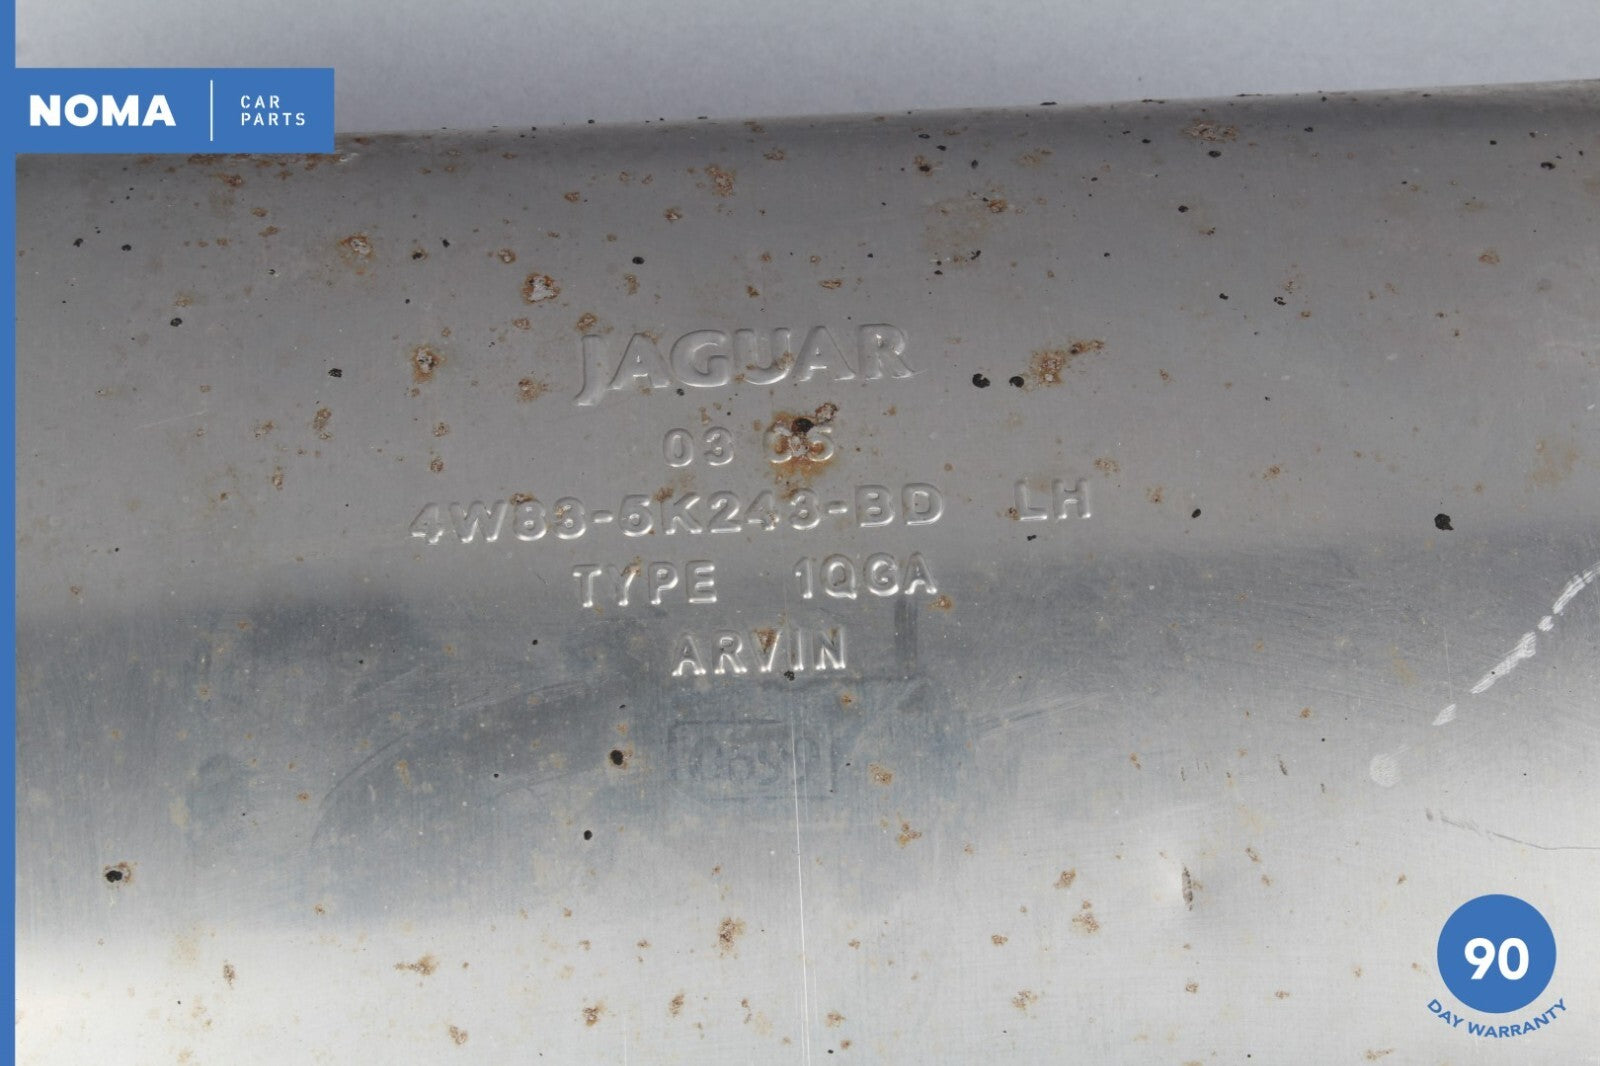 NOMA
CAR
PARTS
JAGUAR
03 05
4W83-5K243-BD LH
TYPE 1QGA
ARVIN
90
DAY WARRANTY